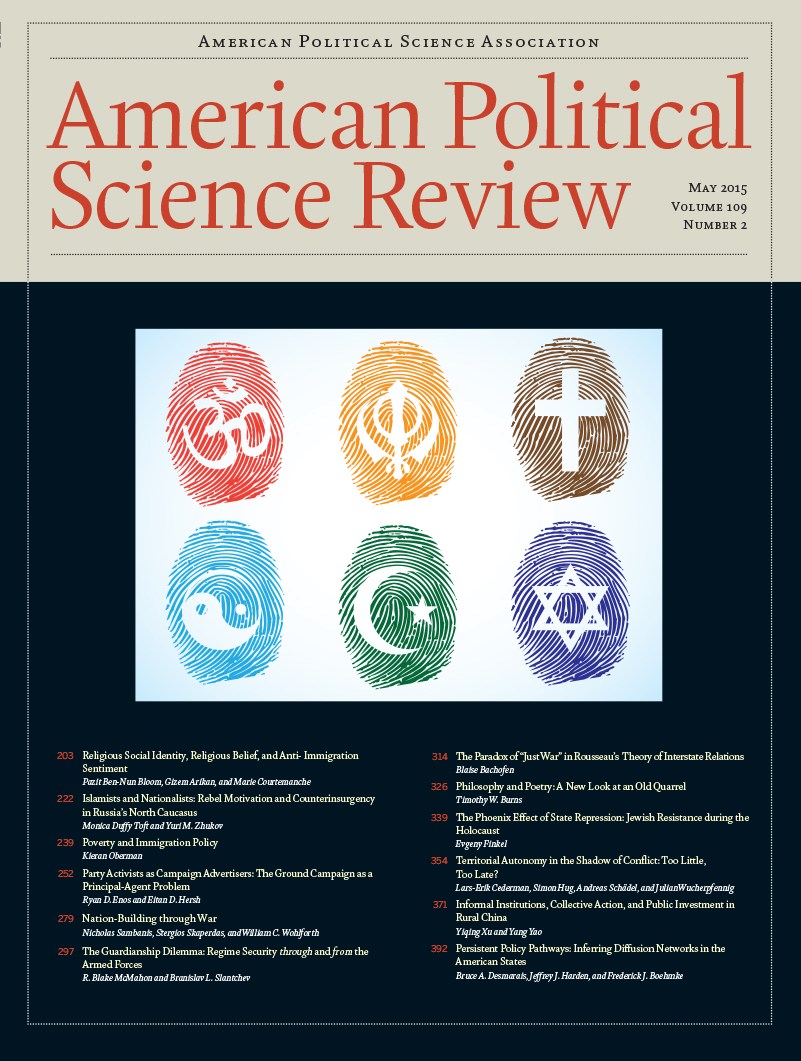 American Political Science Association
American Political
Science Review
May 2015
Volume 109
Number 2
203 Religious Social Identity, Religious Belief, and Anti- Immigration
Sentiment
Pazit Ben-Nun Bloom, Gizem Arikan, and Marie Courtemanche
222 Islamists and Nationalists: Rebel Motivation and Counterinsurgency
in Russia's North Caucasus
Monica Duffy Toft and Yuri M. Zhukov
239 Poverty and Immigration Policy
Kieran Oberman
252 Party Activists as Campaign Advertisers: The Ground Campaign as a
Principal-Agent Problem
Ryan D. Enos and Eitan D. Hersh
279 Nation-Building through War
Nicholas Sambanis, Stergios Skaperdas, and William C. Wohlforth
297 The Guardianship Dilemma: Regime Security through and from the
Armed Forces
R. Blake McMahon and Branislav L. Slantchev
314 The Paradox of "Just War" in Rousseau's Theory of Interstate Relations
Blaise Bachofen
326 Philosophy and Poetry: A New Look at an Old Quarrel
Timothy W. Burns
339 The Phoenix Effect of State Repression: Jewish Resistance during the
Holocaust
Evgeny Finkel
354 Territorial Autonomy in the Shadow of Conflict: Too Little,
Too Late?
Lars-Erik Cederman, Simon Hug, Andreas Schädel, and Julian Wucherpfennig
371 Informal Institutions, Collective Action, and Public Investment in
Rural China
Yiqing Xu and Yang Yao
392 Persistent Policy Pathways: Inferring Diffusion Networks in the
American States
Bruce A. Desmarais, Jeffrey J. Harden, and Frederick J. Boehmke